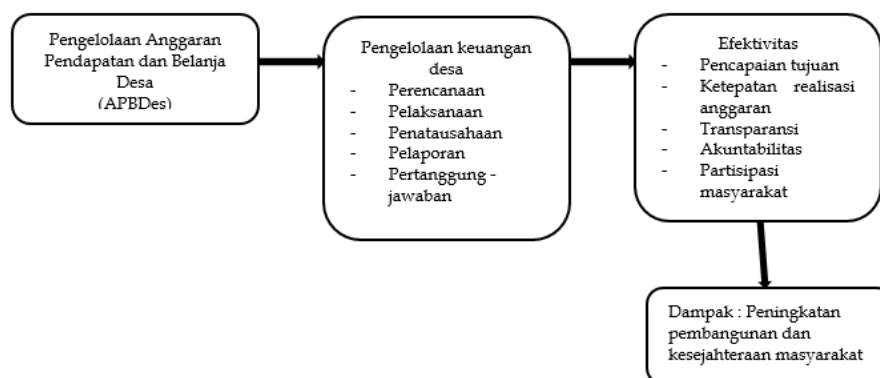 Pengelolaan Anggaran
Pendapatan dan Belanja
Desa
(APBDes)
Pengelolaan keuangan
desa
- Perencanaan
- Pelaksanaan
- Penatausahaan
- Pelaporan
- Pertanggung -
jawaban
Efektivitas
- Pencapaian tujuan
- Ketepatan realisasi
anggaran
- Transparansi
- Akuntabilitas
- Partisipasi
masyarakat
Dampak : Peningkatan
pembangunan dan
kesejahteraan masyarakat